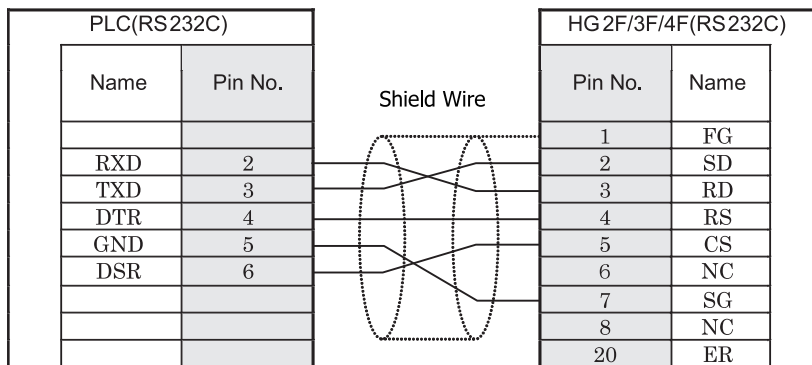 PLC(RS232C) HG2F/3F/4F(RS232C)
Name Pin No. Shield Wire Pin No. Name
1 FG
RXD 2 2 SD
TXD 3 3 RD
DTR 4 4 RS
GND 5 5 CS
DSR 6 6 NC
7 SG
8 NC
20 ER